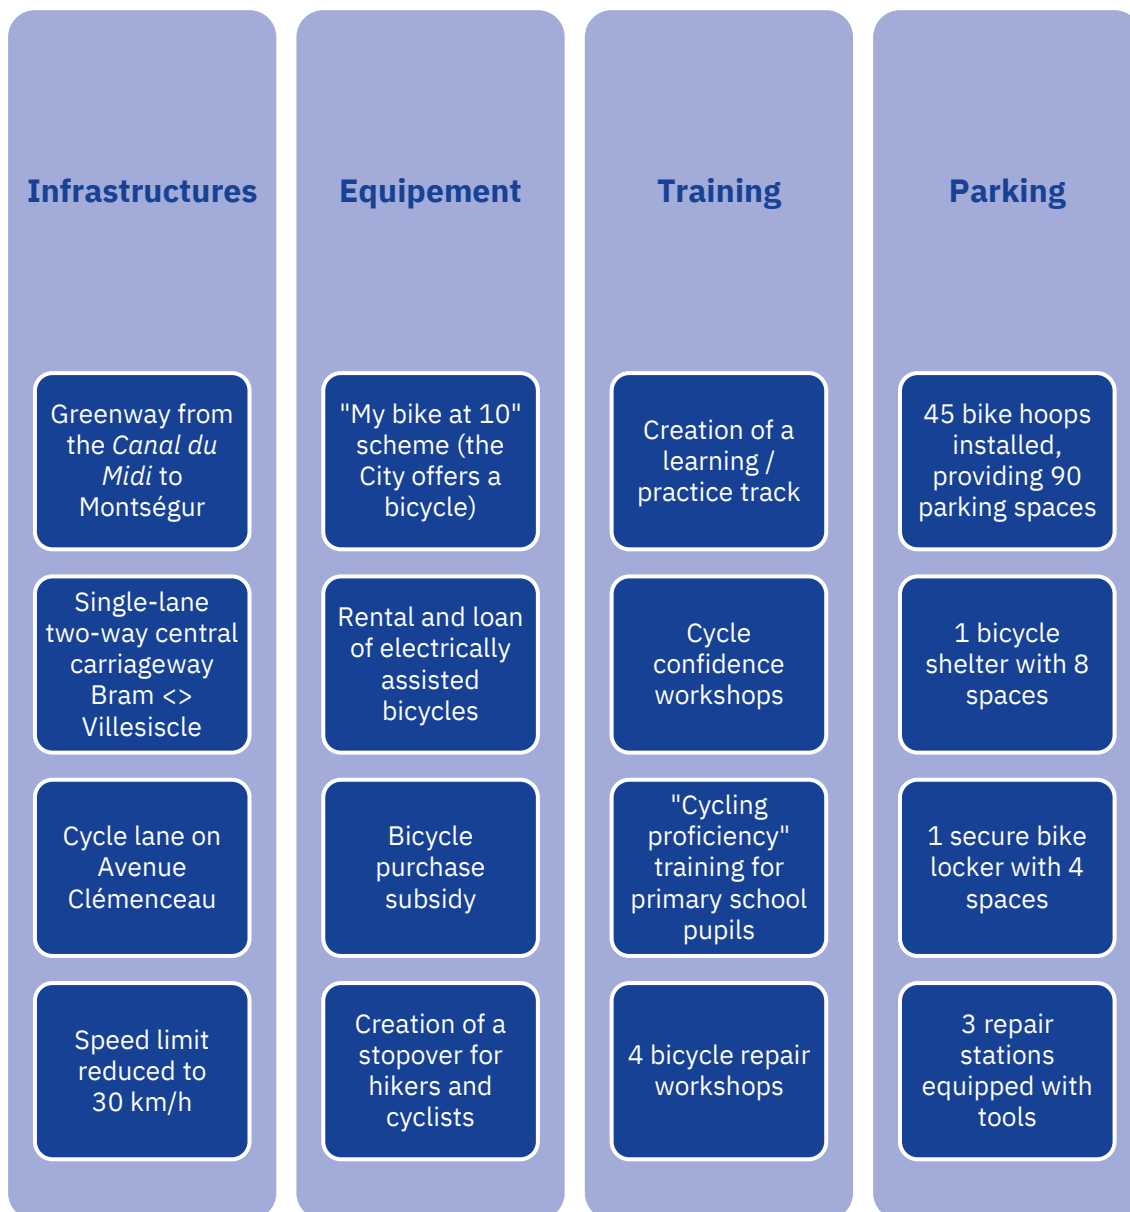 Infrastructures
Greenway from
the Canal du
Midi to
Montségur
Single-lane
two-way central
carriageway
Bram <>
Villesiscle
Cycle lane on
Avenue
Clémenceau
Speed limit
reduced to
30 km/h
Equipement
"My bike at 10"
scheme (the
City offers a
bicycle)
Rental and loan
of electrically
assisted
bicycles
Bicycle
purchase
subsidy
Creation of a
stopover for
hikers and
cyclists
Training
Creation of a
learning /
practice track
Cycle
confidence
workshops
"Cycling
proficiency"
training for
primary school
pupils
4 bicycle repair
workshops
Parking
45 bike hoops
installed,
providing 90
parking spaces
1 bicycle
shelter with 8
spaces
1 secure bike
locker with 4
spaces
3 repair
stations
equipped with
tools